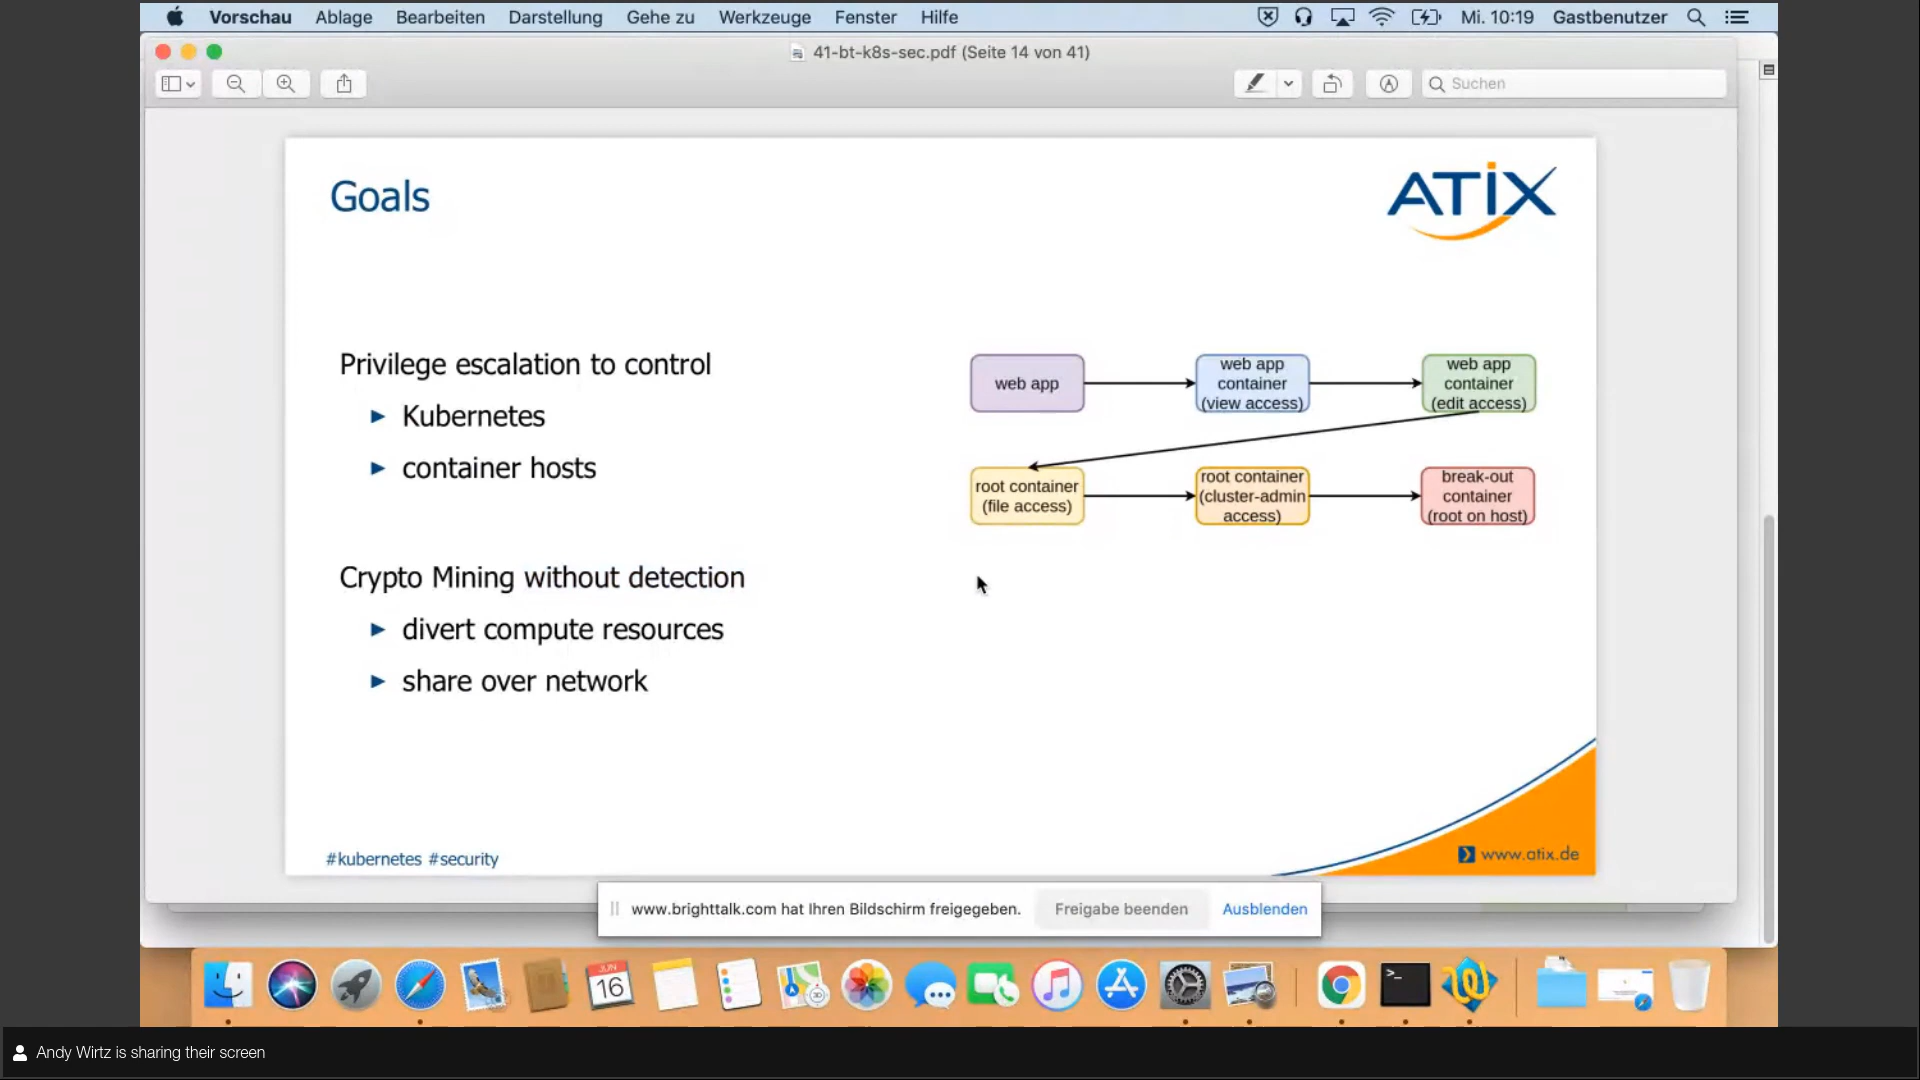 Vorschau Ablage Bearbeiten Darstellung Gehe zu Werkzeuge Fenster Hilfe Mi. 10:19 Gastbenutzer
41-bt-k8s-sec.pdf (Seite 14 von 41)
Suchen
Goals
ATIX
Privilege escalation to control
Kubernetes
container hosts
Crypto Mining without detection
divert compute resources
share over network
web app
web app
container
(view access)
web app
container
(edit access)
root container
(file access)
root container
(cluster-admin
access)
break-out
container
(root on host)
#kubernetes #security
www.atix.de
www.brighttalk.com hat Ihren Bildschirm freigegeben. Freigabe beenden Ausblenden
JUN
16
Andy Wirtz is sharing their screen